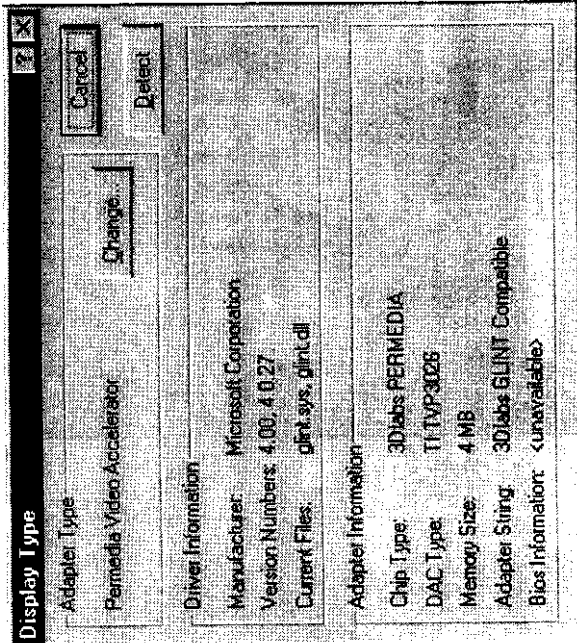 Display Type
Adapter Type
Permedia Video Accelerator
Change...
Cancel
Detect
Driver Information
Manufacturer: Microsoft Corporation
Version Numbers: 4.00, 4.0.27
Current Files: glint.sys, glint.dll
Adapter Information
Chip Type: 3Dlabs PERMEDIA
DAC Type: TI TVP3026
Memory Size: 4 MB
Adapter String: 3Dlabs GLINT Compatible
Bios Information: <unavailable>